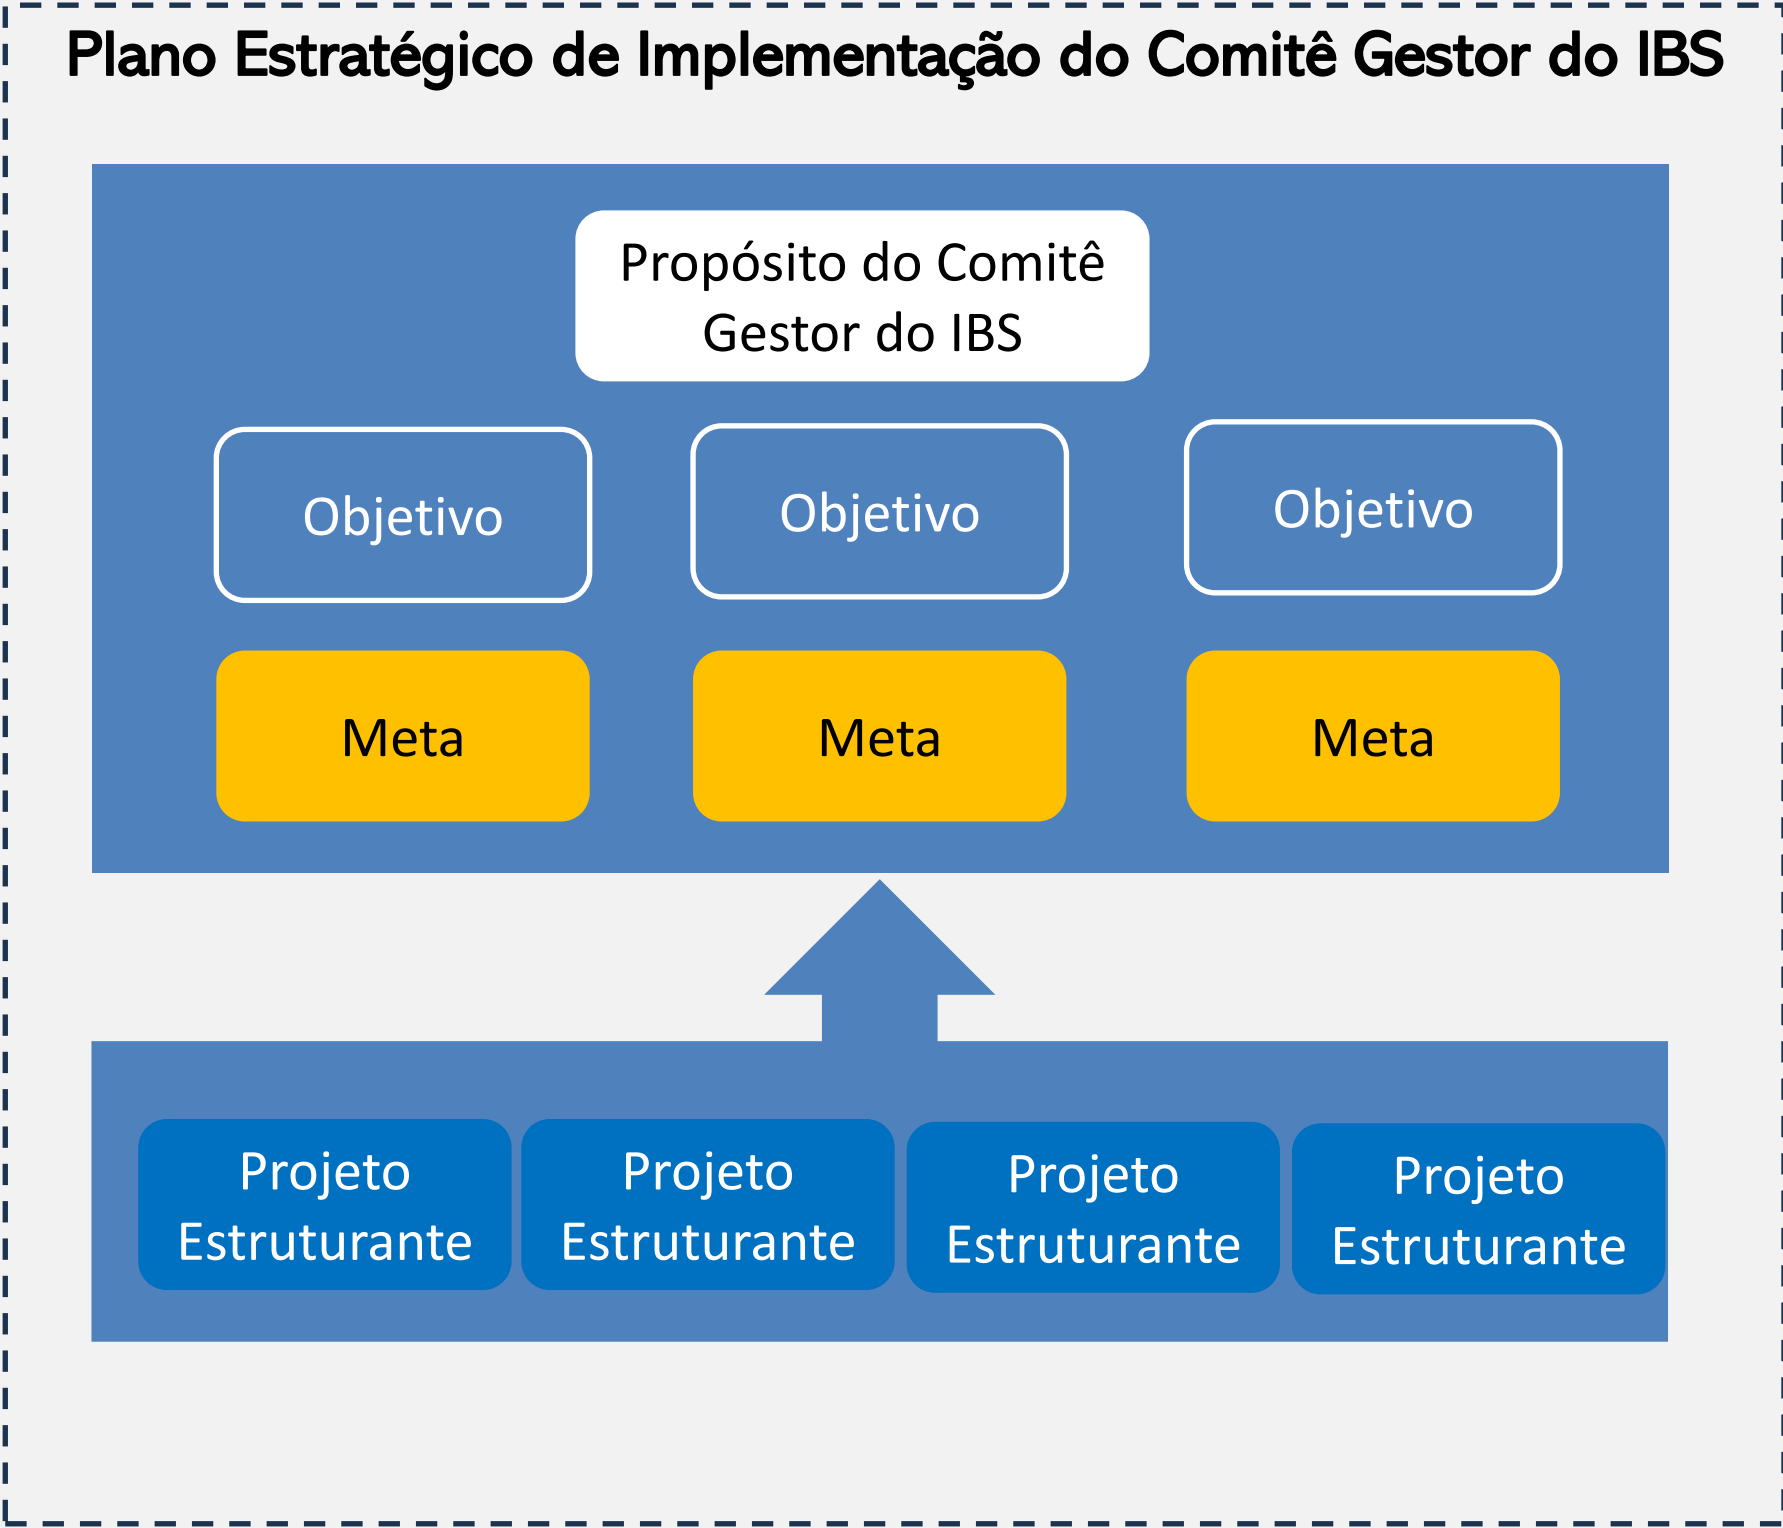 Plano Estratégico de Implementação do Comitê Gestor do IBS
Propósito do Comitê
Gestor do IBS
Objetivo
Objetivo
Objetivo
Meta
Meta
Meta
Projeto
Estruturante
Projeto
Estruturante
Projeto
Estruturante
Projeto
Estruturante